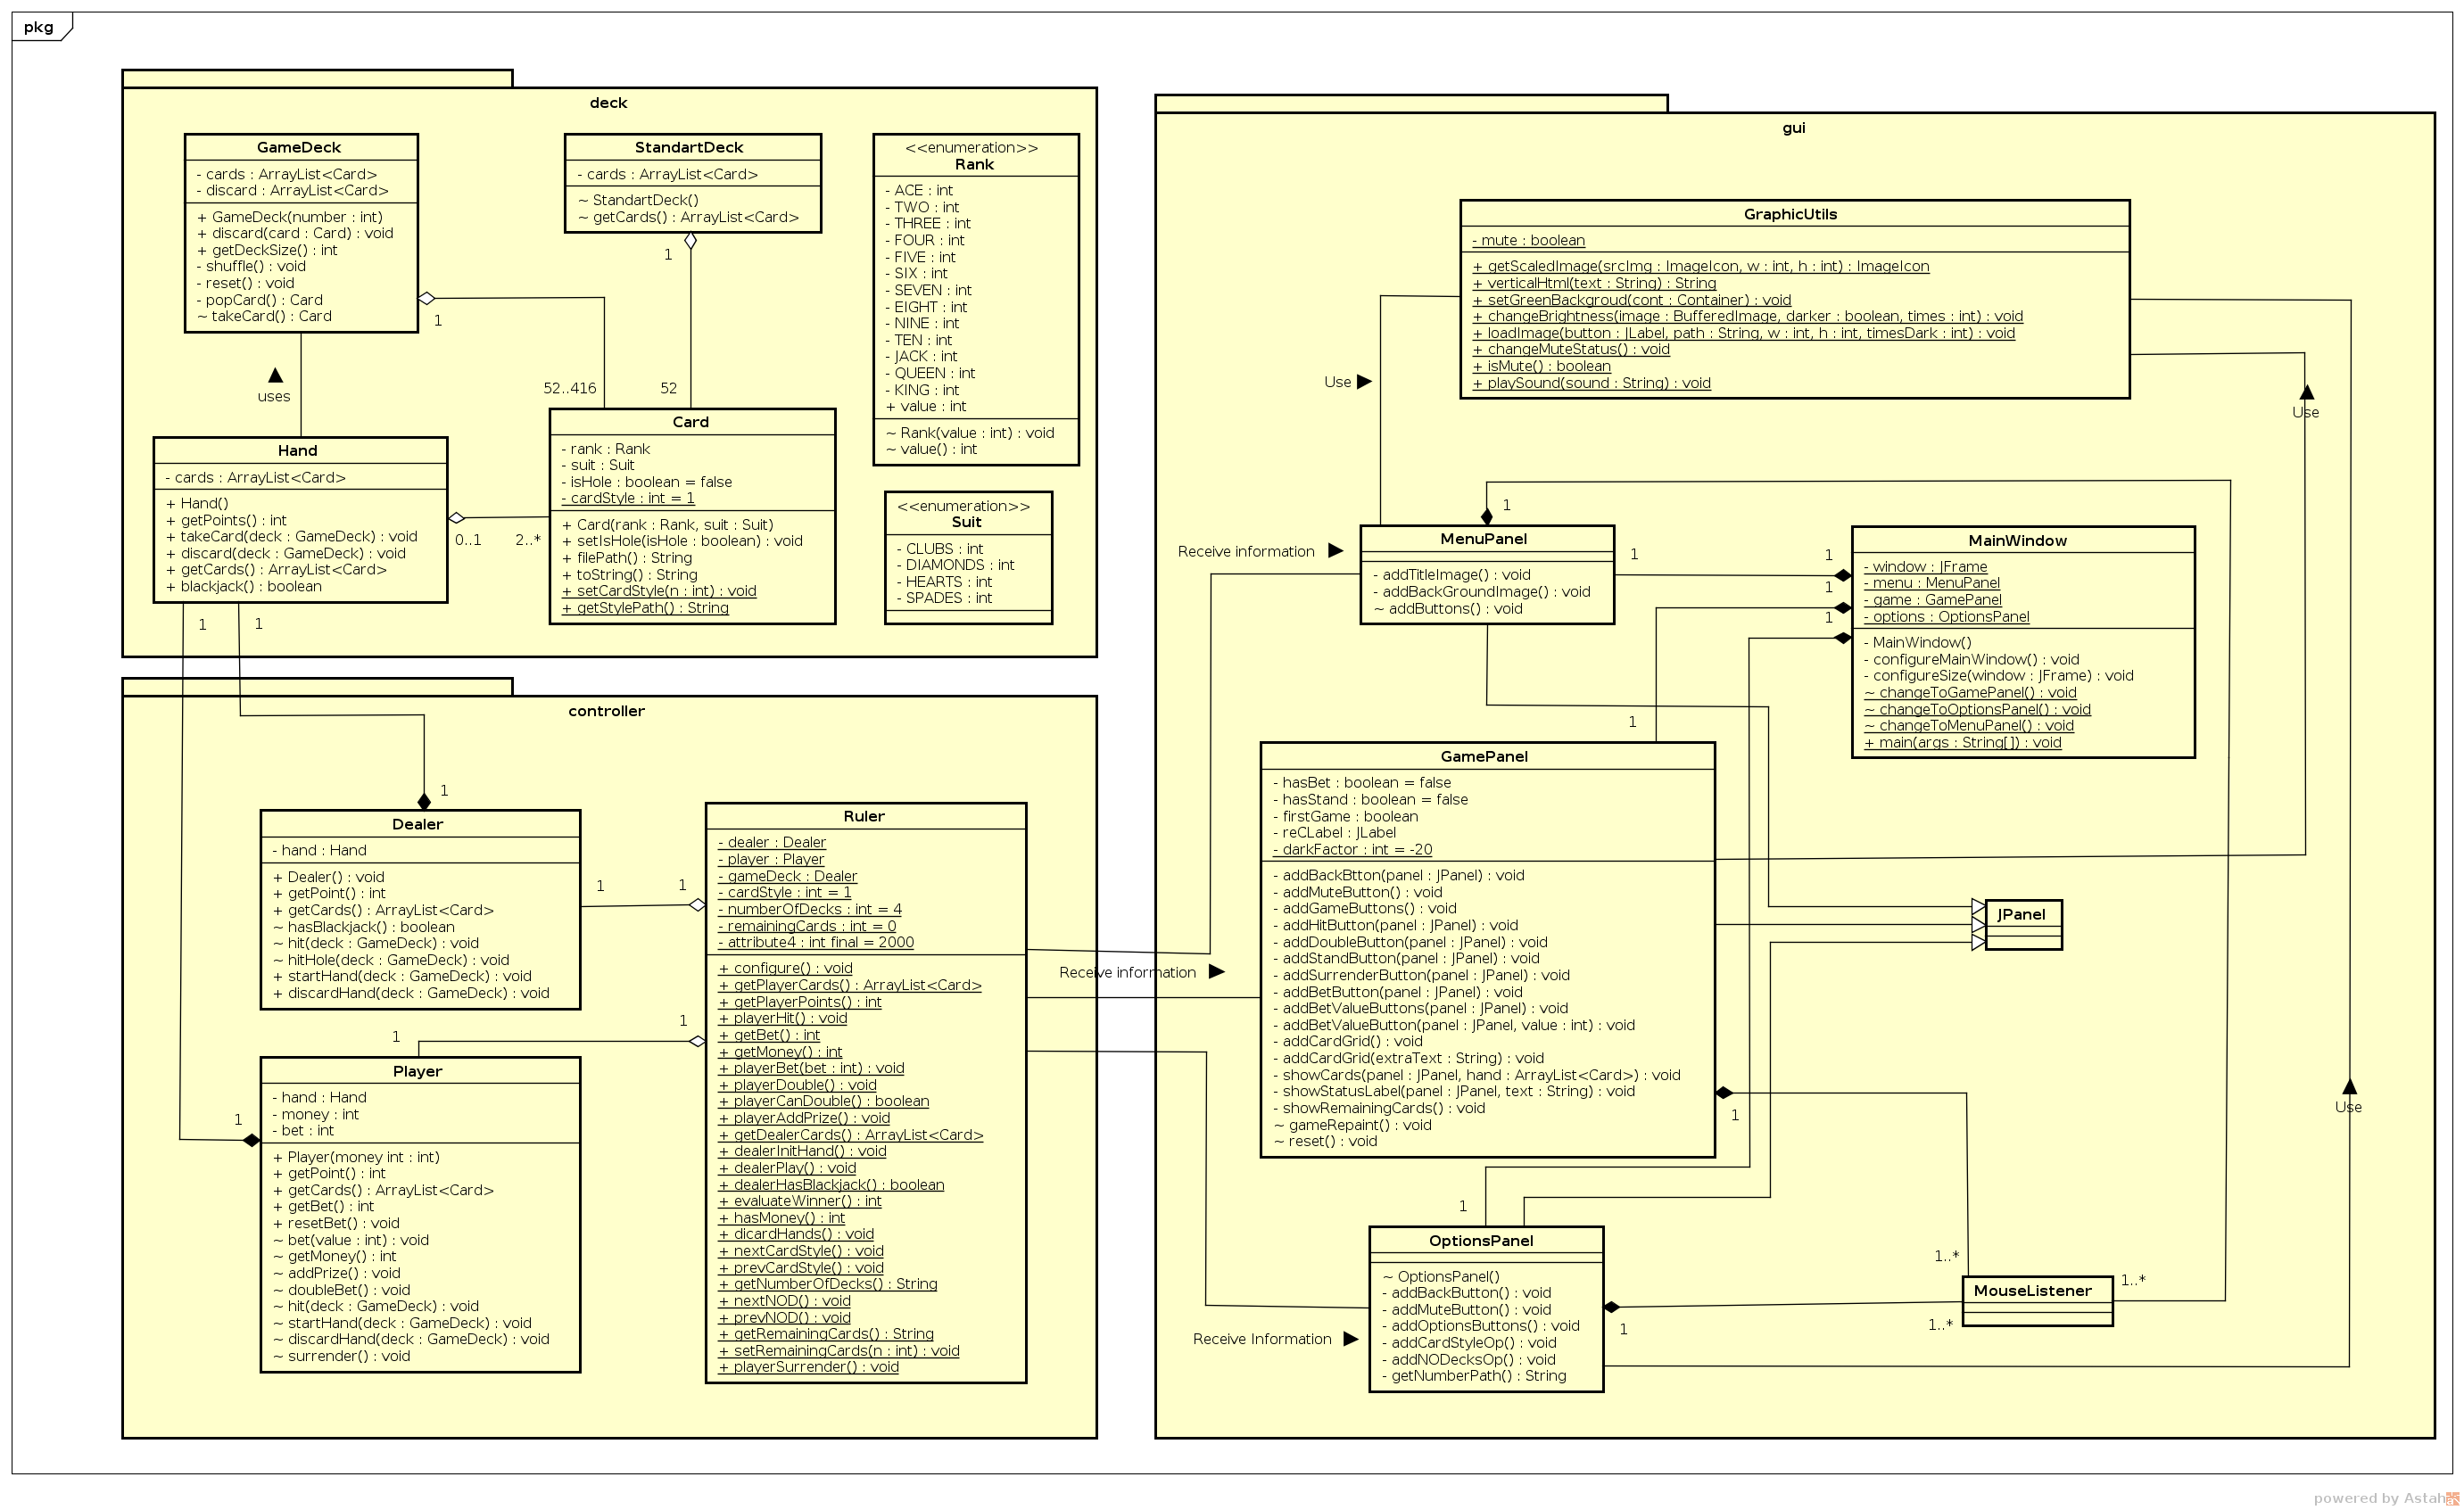 pkg
deck
GameDeck
- cards : ArrayList<Card>
- discard : ArrayList<Card>
+ GameDeck(number : int)
+ discard(card : Card) : void
+ getDeckSize() : int
- shuffle() : void
- reset() : void
- popCard() : Card
~ takeCard() : Card
StandartDeck
- cards : ArrayList<Card>
~ StandartDeck()
~ getCards() : ArrayList<Card>
<<enumeration>>
Rank
- ACE : int
- TWO : int
- THREE : int
- FOUR : int
- FIVE : int
- SIX : int
- SEVEN : int
- EIGHT : int
- NINE : int
- TEN : int
- JACK : int
- QUEEN : int
- KING : int
+ value : int
~ Rank(value : int) : void
~ value() : int
1
1
52..416
52
uses
Hand
- cards : ArrayList<Card>
+ Hand()
+ getPoints() : int
+ takeCard(deck : GameDeck) : void
+ discard(deck : GameDeck) : void
+ getCards() : ArrayList<Card>
+ blackjack() : boolean
0..1
2..*
Card
- rank : Rank
- suit : Suit
- isHole : boolean = false
- cardStyle : int = 1
+ Card(rank : Rank, suit : Suit)
+ setIsHole(isHole : boolean) : void
+ filePath() : String
+ toString() : String
+ setCardStyle(n : int) : void
+ getStylePath() : String
<<enumeration>>
Suit
- CLUBS : int
- DIAMONDS : int
- HEARTS : int
- SPADES : int
1
1
controller
1
Dealer
- hand : Hand
+ Dealer() : void
+ getPoint() : int
+ getCards() : ArrayList<Card>
~ hasBlackjack() : boolean
~ hit(deck : GameDeck) : void
~ hitHole(deck : GameDeck) : void
+ startHand(deck : GameDeck) : void
+ discardHand(deck : GameDeck) : void
1
1
1
1
1
Player
- hand : Hand
- money : int
- bet : int
+ Player(money int : int)
+ getPoint() : int
+ getCards() : ArrayList<Card>
+ getBet() : int
+ resetBet() : void
~ bet(value : int) : void
~ getMoney() : int
~ addPrize() : void
~ doubleBet() : void
~ hit(deck : GameDeck) : void
~ startHand(deck : GameDeck) : void
~ discardHand(deck : GameDeck) : void
~ surrender() : void
Ruler
- dealer : Dealer
- player : Player
- gameDeck : Dealer
- cardStyle : int = 1
- numberOfDecks : int = 4
- remainingCards : int = 0
- attribute4 : int final = 2000
+ configure() : void
+ getPlayerCards() : ArrayList<Card>
+ getPlayerPoints() : int
+ playerHit() : void
+ getBet() : int
+ getMoney() : int
+ playerBet(bet : int) : void
+ playerDouble() : void
+ playerCanDouble() : boolean
+ playerAddPrize() : void
+ getDealerCards() : ArrayList<Card>
+ dealerInitHand() : void
+ dealerPlay() : void
+ dealerHasBlackjack() : boolean
+ evaluateWinner() : int
+ hasMoney() : int
+ dicardHands() : void
+ nextCardStyle() : void
+ prevCardStyle() : void
+ getNumberOfDecks() : String
+ nextNOD() : void
+ prevNOD() : void
+ getRemainingCards() : String
+ setRemainingCards(n : int) : void
+ playerSurrender() : void
gui
GraphicUtils
- mute : boolean
+ getScaledImage(srcImg : ImageIcon, w : int, h : int) : ImageIcon
+ verticalHtml(text : String) : String
+ setGreenBackgroud(cont : Container) : void
+ changeBrightness(image : BufferedImage, darker : boolean, times : int) : void
+ loadImage(button : JLabel, path : String, w : int, h : int, timesDark : int) : void
+ changeMuteStatus() : void
+ isMute() : boolean
+ playSound(sound : String) : void
Use
Use
1
Receive information
MenuPanel
- addTitleImage() : void
- addBackGroundImage() : void
~ addButtons() : void
1
1
1
1
MainWindow
- window : JFrame
- menu : MenuPanel
- game : GamePanel
- options : OptionsPanel
- MainWindow()
- configureMainWindow() : void
- configureSize(window : JFrame) : void
~ changeToGamePanel() : void
~ changeToOptionsPanel() : void
~ changeToMenuPanel() : void
+ main(args : String[]) : void
1
GamePanel
- hasBet : boolean = false
- hasStand : boolean = false
- firstGame : boolean
- reCLabel : JLabel
- darkFactor : int = -20
- addBackBtton(panel : JPanel) : void
- addMuteButton() : void
- addGameButtons() : void
- addHitButton(panel : JPanel) : void
- addDoubleButton(panel : JPanel) : void
- addStandButton(panel : JPanel) : void
- addSurrenderButton(panel : JPanel) : void
- addBetButton(panel : JPanel) : void
- addBetValueButtons(panel : JPanel) : void
- addBetValueButton(panel : JPanel, value : int) : void
- addCardGrid() : void
- addCardGrid(extraText : String) : void
- showCards(panel : JPanel, hand : ArrayList<Card>) : void
- showStatusLabel(panel : JPanel, text : String) : void
- showRemainingCards() : void
~ gameRepaint() : void
~ reset() : void
Receive information
JPanel
1
Use
1
OptionsPanel
~ OptionsPanel()
- addBackButton() : void
- addMuteButton() : void
- addOptionsButtons() : void
- addCardStyleOp() : void
- addNODecksOp() : void
- getNumberPath() : String
Receive Information
1
1..*
1..*
1..*
MouseListener
powered by Astah